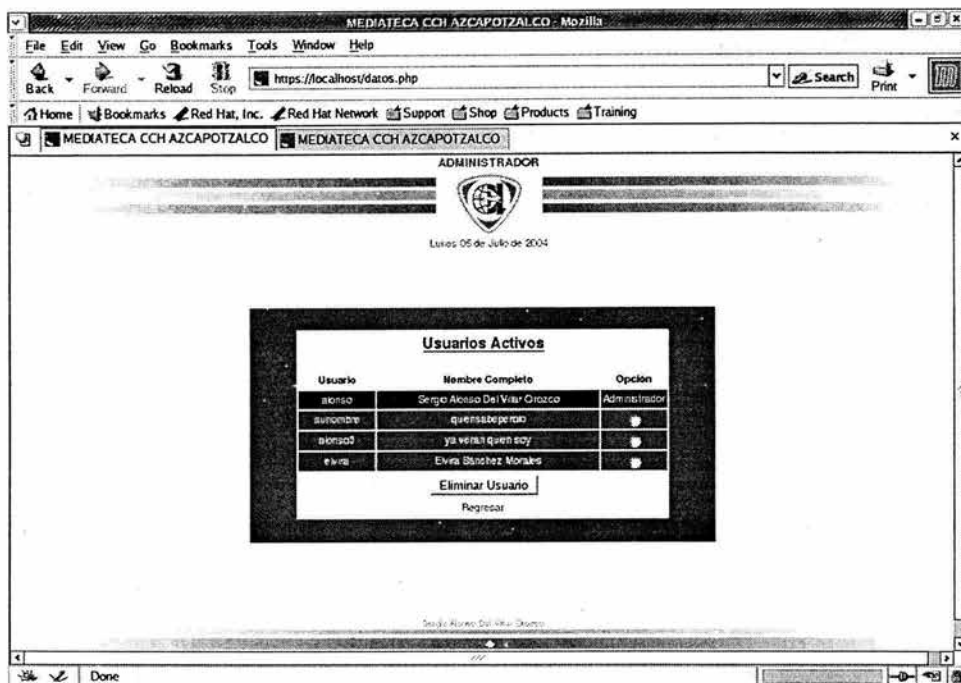 MEDIATECA CCH AZCAPOTZALCO - Mozilla
File Edit View Go Bookmarks Tools Window Help
Back Forward Reload Stop https://localhost/datos.php Search Print
Home Bookmarks Red Hat, Inc. Red Hat Network Support Shop Products Training
MEDIATECA CCH AZCAPOTZALCO MEDIATECA CCH AZCAPOTZALCO
ADMINISTRADOR
Lunes 05 de Julio de 2004
Usuarios Activos
Usuario Nombre Completo Opción
alonso Sergio Alonso Del Villar Orozco Administrador
sunombre
alonso3 ya veran quen soy
elvira Elvira Sánchez Morales
Eliminar Usuario
Regresar
Sergio Alonso Del Villar Orozco
Done